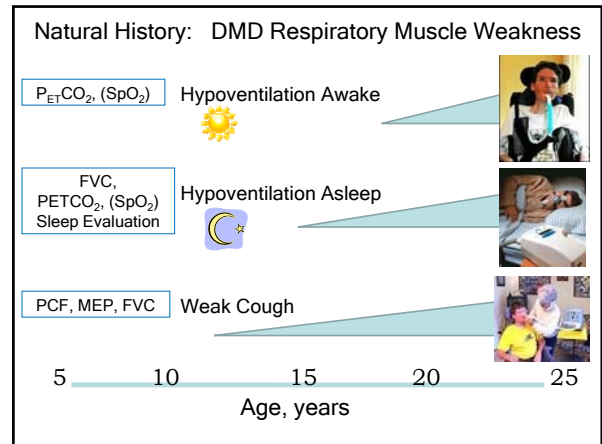 Natural History: DMD Respiratory Muscle Weakness
PETCO2, (SpO2)
Hypoventilation Awake
FVC,
PETCO2, (SpO2)
Sleep Evaluation
Hypoventilation Asleep
PCF, MEP, FVC
Weak Cough
5 10 15 20 25
Age, years